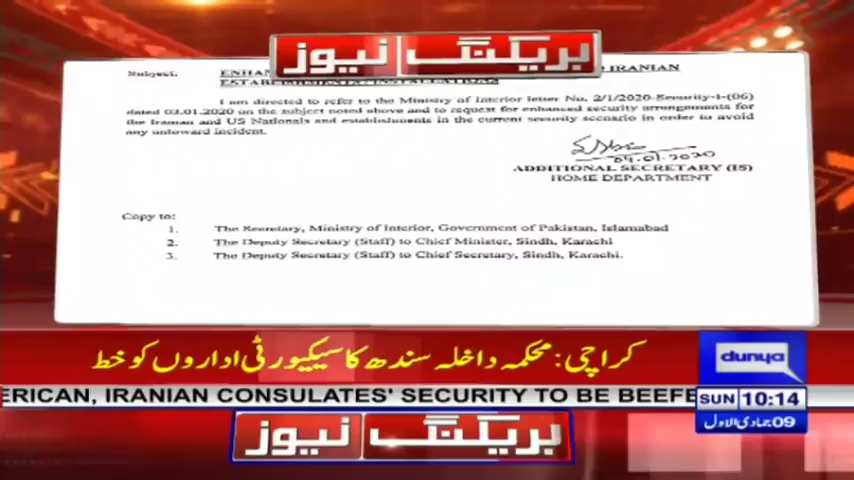 بریکنگ نیوز
Subject: ENHAN IRANIAN
ESTABLISHMENTS/ INSTALLATIONS
I am directed to refer to the Ministry of Interior letter No. 2/1/2020-Security-I-(06)
dated 03.01.2020 on the subject noted above and to request for enhanced security arrangements for
the Iranian and US Nationals and establishments in the current security scenario in order to avoid
any untoward incident.
04.01.2020
ADDITIONAL SECRETARY (IS)
HOME DEPARTMENT
Copy to:
1. The Secretary, Ministry of Interior, Government of Pakistan, Islamabad
2. The Deputy Secretary (Staff) to Chief Minister, Sindh, Karachi
3. The Deputy Secretary (Staff) to Chief Secretary, Sindh, Karachi.
کراچی: محکمہ داخلہ سندھ کا سیکیورٹی اداروں کو خط
dunya
ERICAN, IRANIAN CONSULATES' SECURITY TO BE BEEFE
SUN 10:14
09 جمادی الاول
بریکنگ نیوز